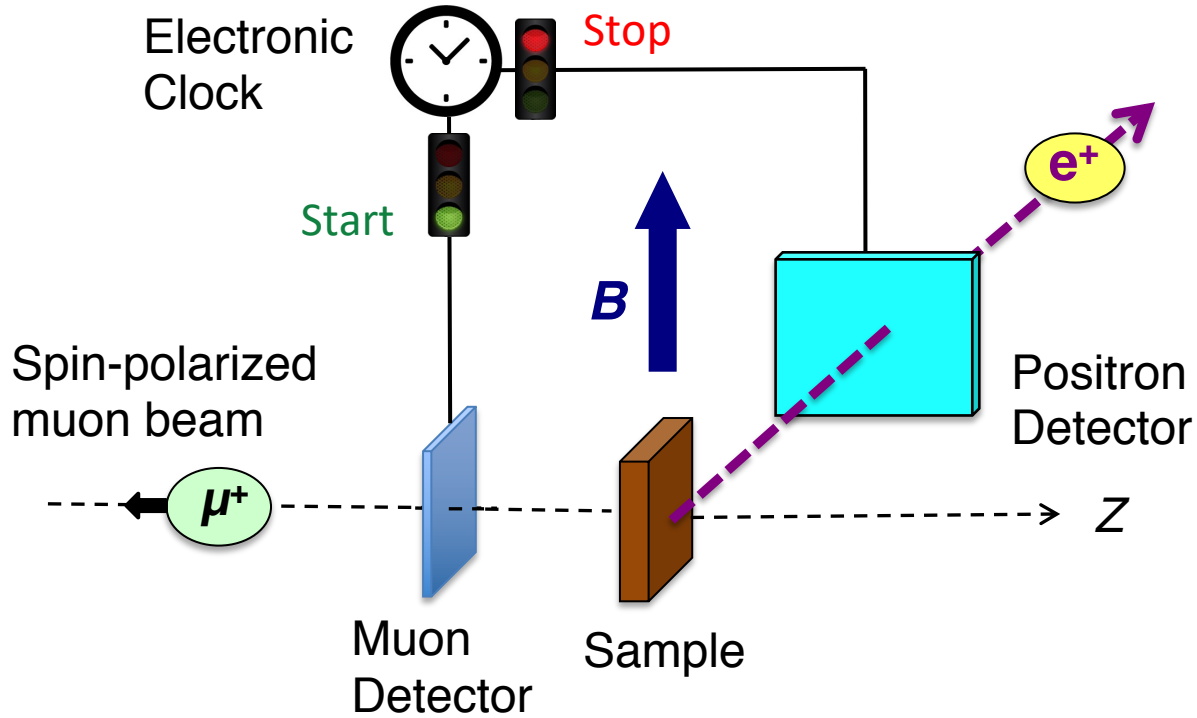 Electronic
Clock
Stop
Start
e⁺
B
Spin-polarized
muon beam
Positron
Detector
μ⁺
Z
Muon
Detector
Sample